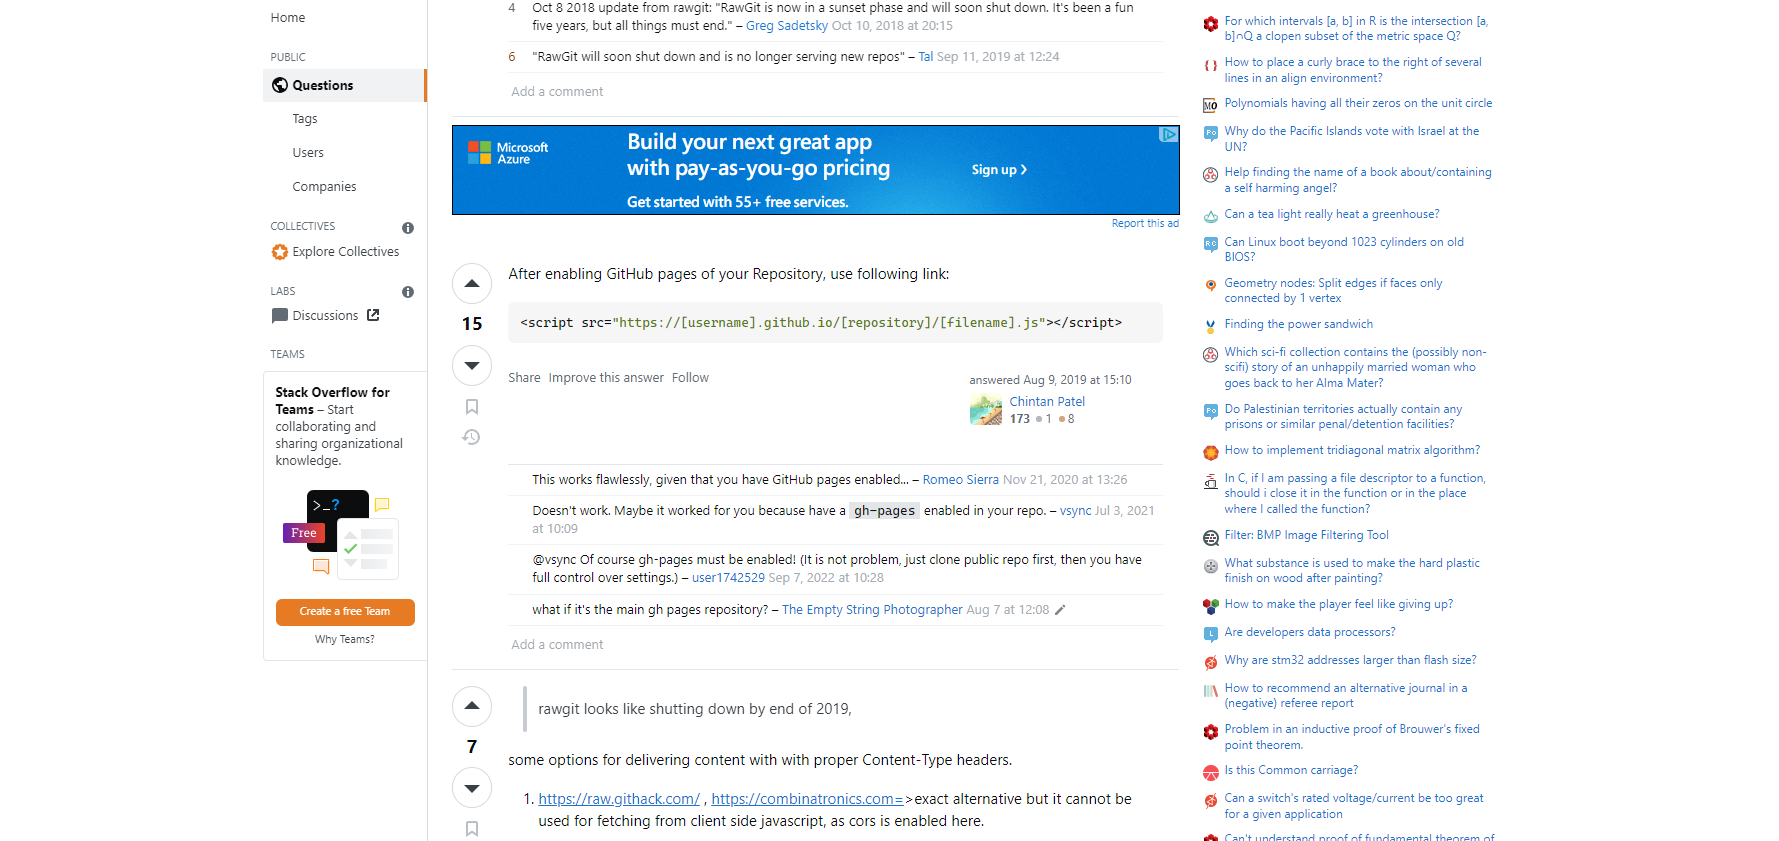 Home
PUBLIC
Questions
Tags
Users
Companies
COLLECTIVES
Explore Collectives
LABS
Discussions
TEAMS
Stack Overflow for
Teams – Start
collaborating and
sharing organizational
knowledge.
>_?
Free
Create a free Team
Why Teams?
4 Oct 8 2018 update from rawgit: "RawGit is now in a sunset phase and will soon shut down. It's been a fun
five years, but all things must end." – Greg Sadetsky Oct 10, 2018 at 20:15
6 "RawGit will soon shut down and is no longer serving new repos" – Tal Sep 11, 2019 at 12:24
Add a comment
Microsoft
Azure
Build your next great app
with pay-as-you-go pricing
Get started with 55+ free services.
Sign up
Report this ad
After enabling GitHub pages of your Repository, use following link:
15
<script src="https://[username].github.io/[repository]/[filename].js"></script>
Share Improve this answer Follow
answered Aug 9, 2019 at 15:10
Chintan Patel
173 1 8
This works flawlessly, given that you have GitHub pages enabled... – Romeo Sierra Nov 21, 2020 at 13:26
Doesn't work. Maybe it worked for you because have a gh-pages enabled in your repo. – vsync Jul 3, 2021
at 10:09
@vsync Of course gh-pages must be enabled! (It is not problem, just clone public repo first, then you have
full control over settings.) – user1742529 Sep 7, 2022 at 10:28
what if it's the main gh pages repository? – The Empty String Photographer Aug 7 at 12:08
Add a comment
7
rawgit looks like shutting down by end of 2019,
some options for delivering content with with proper Content-Type headers.
1. https://raw.githack.com/ , https://combinatronics.com=>exact alternative but it cannot be
used for fetching from client side javascript, as cors is enabled here.
For which intervals [a, b] in R is the intersection [a,
b]∩Q a clopen subset of the metric space Q?
How to place a curly brace to the right of several
lines in an align environment?
Polynomials having all their zeros on the unit circle
Why do the Pacific Islands vote with Israel at the
UN?
Help finding the name of a book about/containing
a self harming angel?
Can a tea light really heat a greenhouse?
Can Linux boot beyond 1023 cylinders on old
BIOS?
Geometry nodes: Split edges if faces only
connected by 1 vertex
Finding the power sandwich
Which sci-fi collection contains the (possibly non-
scifi) story of an unhappily married woman who
goes back to her Alma Mater?
Do Palestinian territories actually contain any
prisons or similar penal/detention facilities?
How to implement tridiagonal matrix algorithm?
In C, if I am passing a file descriptor to a function,
should i close it in the function or in the place
where I called the function?
Filter: BMP Image Filtering Tool
What substance is used to make the hard plastic
finish on wood after painting?
How to make the player feel like giving up?
Are developers data processors?
Why are stm32 addresses larger than flash size?
How to recommend an alternative journal in a
(negative) referee report
Problem in an inductive proof of Brouwer's fixed
point theorem.
Is this Common carriage?
Can a switch's rated voltage/current be too great
for a given application
Can't understand proof of fundamental theorem of